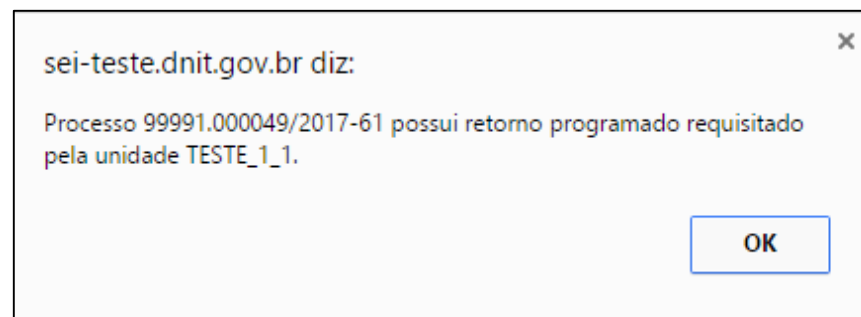 sei-teste.dnit.gov.br diz:
Processo 99991.000049/2017-61 possui retorno programado requisitado
pela unidade TESTE_1_1.
OK